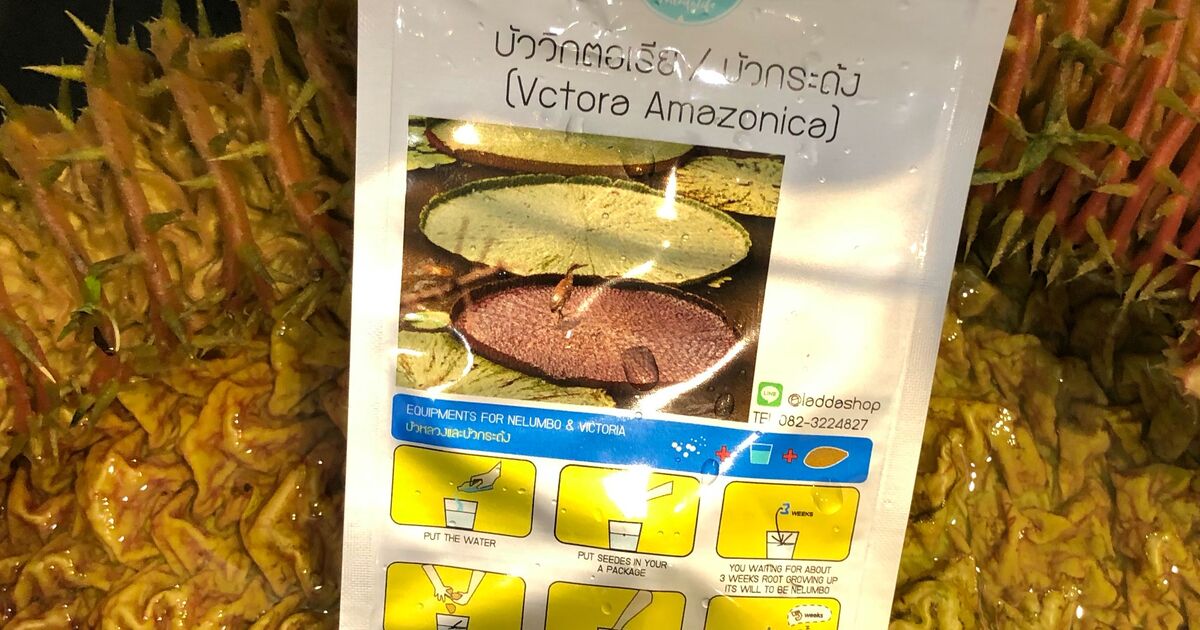 บัววิกตอเรีย / บัวกระด้ง
(Vctora Amazonica)
LINE @laddashop
TEL 082-3224827
EQUIPMENTS FOR NELUMBO & VICTORIA
บัวหลวงและบัวกระด้ง
3 WEEKS
PUT THE WATER
PUT SEEDES IN YOUR
A PACKAGE
YOU WAITING FOR ABOUT
3 WEEKS ROOT GROWING UP
ITS WILL TO BE NELUMBO
weeks